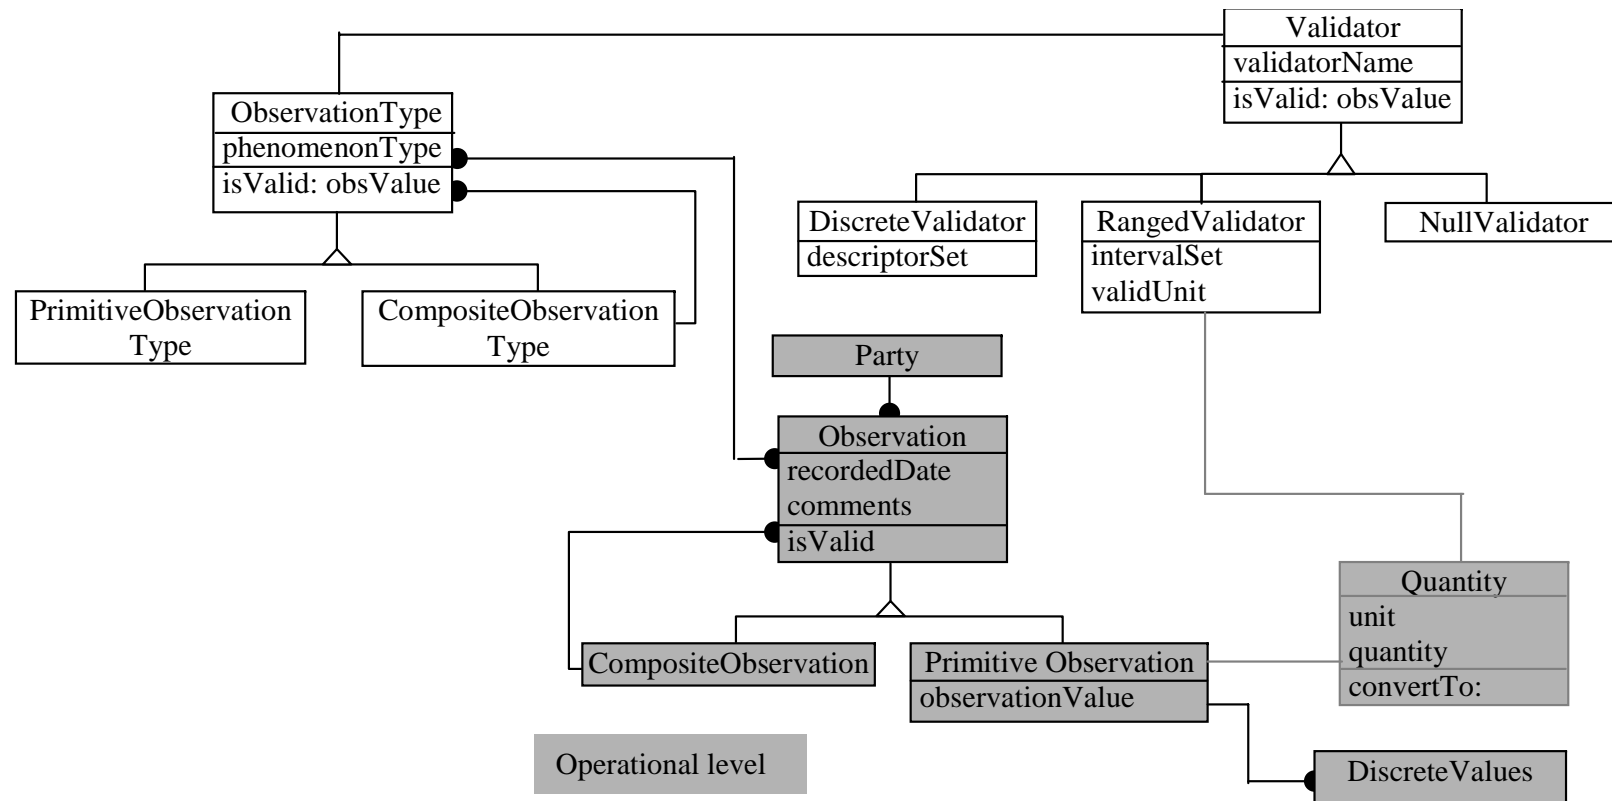 Validator
validatorName
isValid: obsValue
ObservationType
phenomenonType
isValid: obsValue
DiscreteValidator
descriptorSet
RangedValidator
intervalSet
validUnit
NullValidator
PrimitiveObservation
Type
CompositeObservation
Type
Party
Observation
recordedDate
comments
isValid
Quantity
unit
quantity
convertTo:
CompositeObservation
Primitive Observation
observationValue
Operational level
DiscreteValues